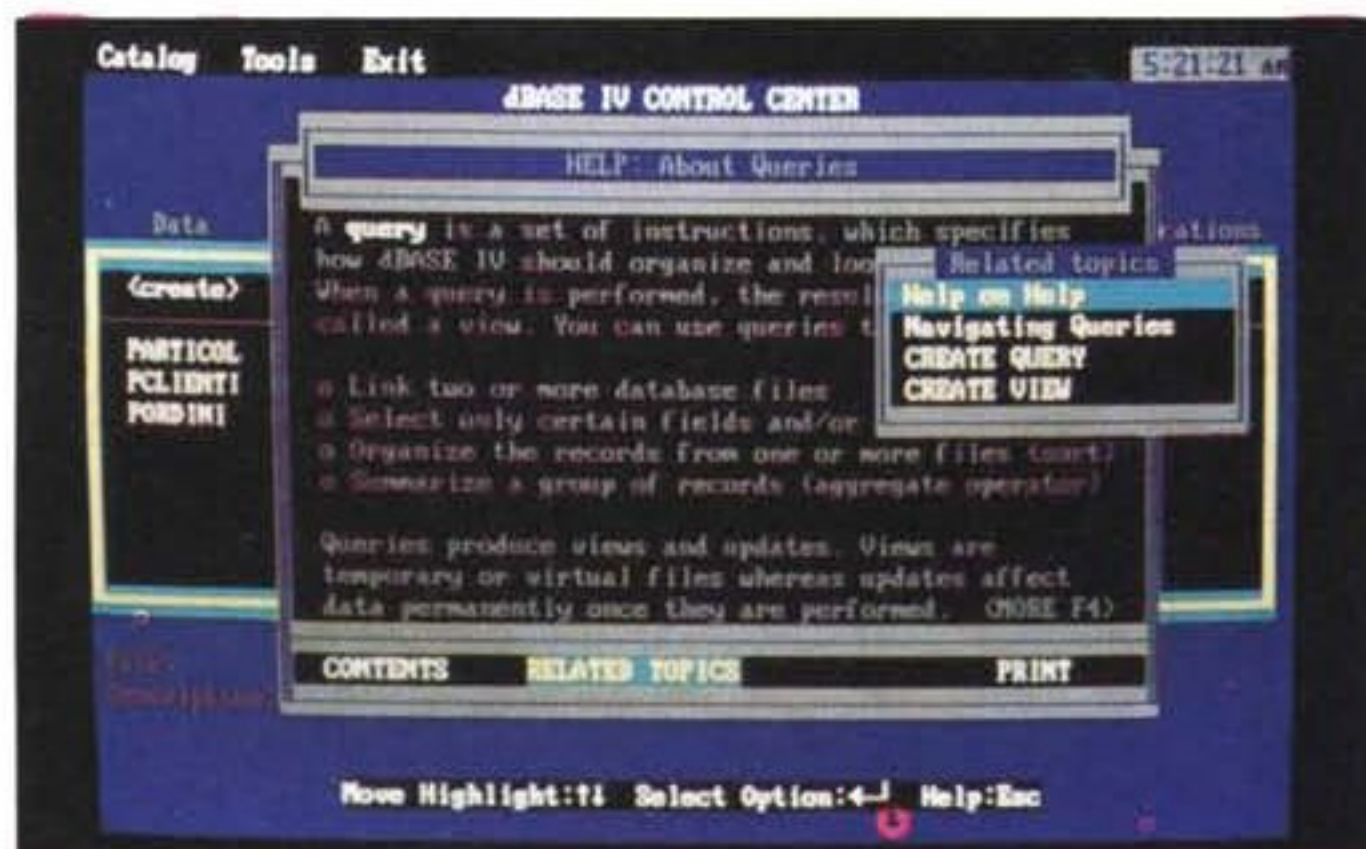 Catalog Tools Exit 5:21:21 am
dBASE IV CONTROL CENTER
HELP: About Queries
Data
A query is a set of instructions, which specifies
how dBASE IV should organize and loo
When a query is performed, the resul
called a view. You can use queries t
o Link two or more database files
o Select only certain fields and/or
o Organize the records from one or more files (sort)
o Summarize a group of records (aggregate operator)
Queries produce views and updates. Views are
temporary or virtual files whereas updates affect
data permanently once they are performed. (MORE F4)
rations
<create>
PARTICOL
PCLIENTI
PORDINI
Related topics
Help on Help
Navigating Queries
CREATE QUERY
CREATE VIEW
CONTENTS RELATED TOPICS PRINT
Move Highlight:↑↓ Select Option:↵ Help:Esc